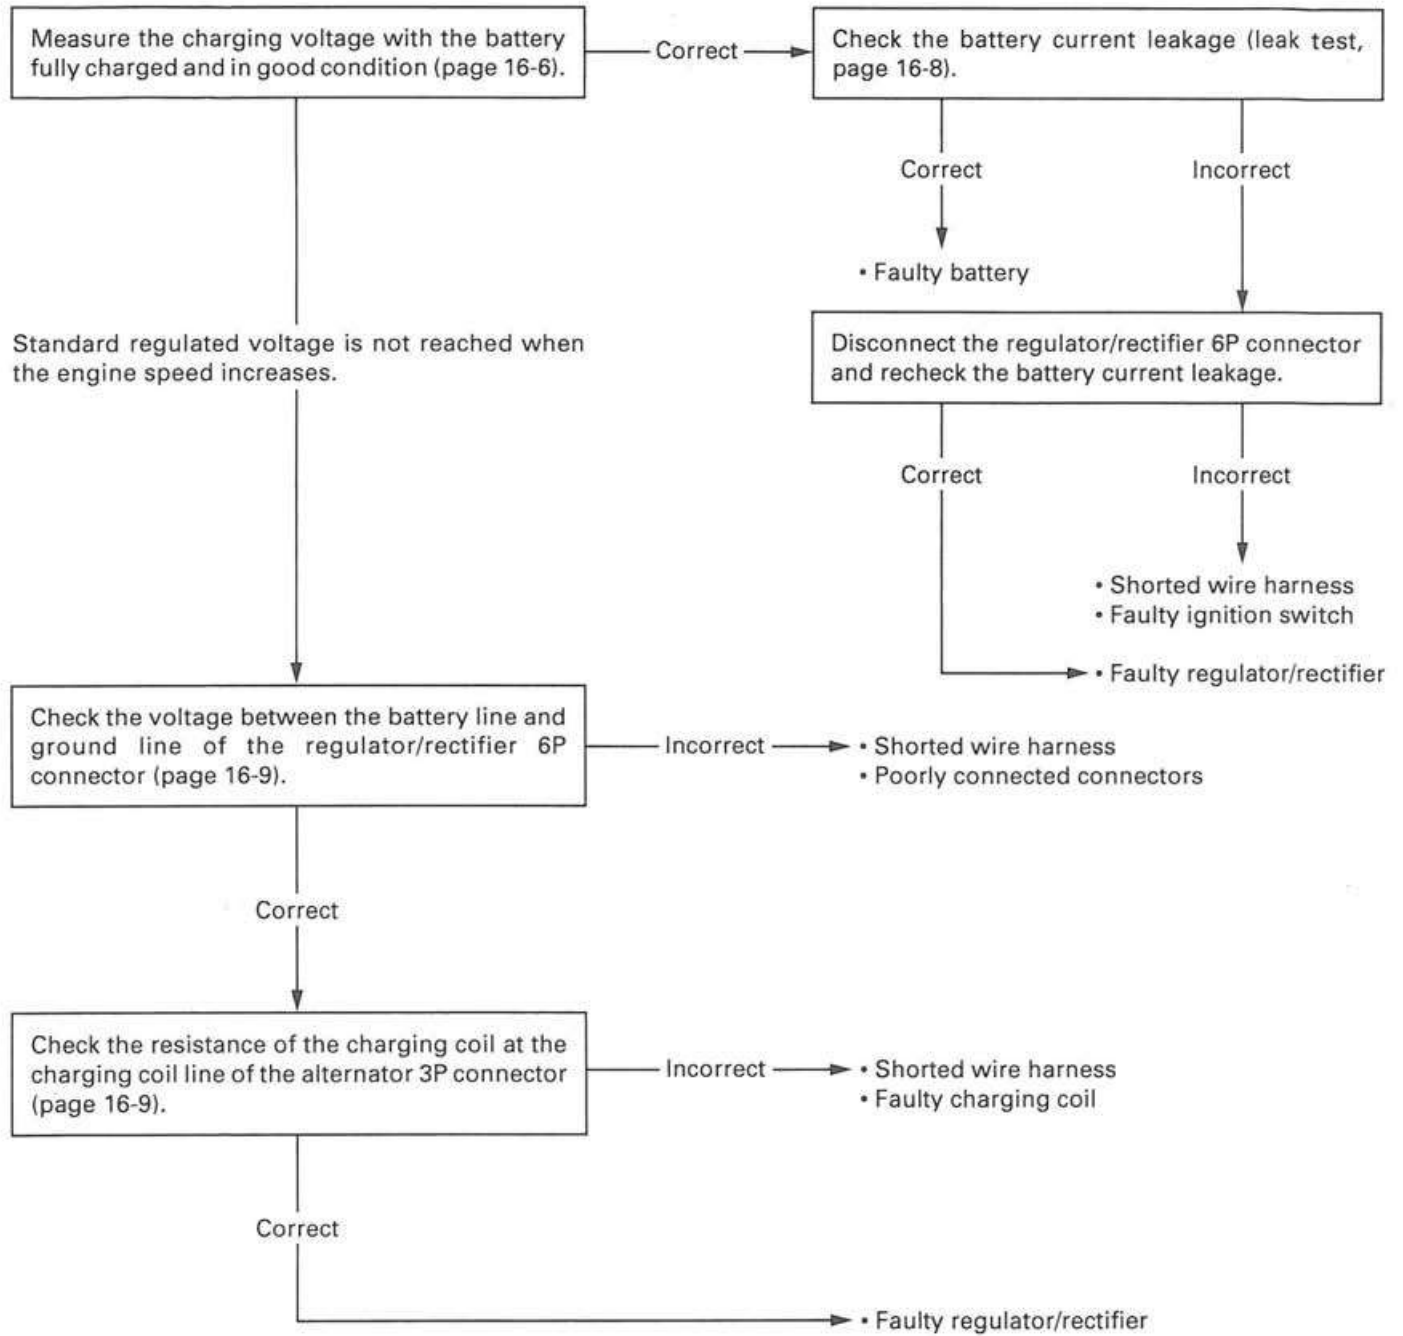 Measure the charging voltage with the battery
fully charged and in good condition (page 16-6).
Correct
Check the battery current leakage (leak test,
page 16-8).
Correct
Incorrect
• Faulty battery
Standard regulated voltage is not reached when
the engine speed increases.
Disconnect the regulator/rectifier 6P connector
and recheck the battery current leakage.
Correct
Incorrect
• Shorted wire harness
• Faulty ignition switch
• Faulty regulator/rectifier
Check the voltage between the battery line and
ground line of the regulator/rectifier 6P
connector (page 16-9).
Incorrect
• Shorted wire harness
• Poorly connected connectors
Correct
Check the resistance of the charging coil at the
charging coil line of the alternator 3P connector
(page 16-9).
Incorrect
• Shorted wire harness
• Faulty charging coil
Correct
• Faulty regulator/rectifier